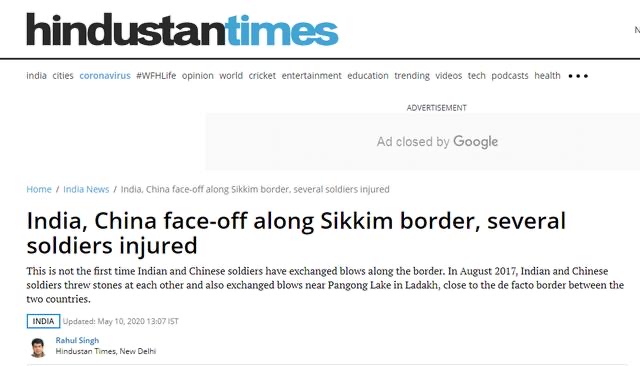 hindustantimes
N
india cities coronavirus #WFHLife opinion world cricket entertainment education trending videos tech podcasts health •••
ADVERTISEMENT
Ad closed by Google
Home / India News / India, China face-off along Sikkim border, several soldiers injured
India, China face-off along Sikkim border, several
soldiers injured
This is not the first time Indian and Chinese soldiers have exchanged blows along the border. In August 2017, Indian and Chinese
soldiers threw stones at each other and also exchanged blows near Pangong Lake in Ladakh, close to the de facto border between the
two countries.
INDIA Updated: May 10, 2020 13:07 IST
Rahul Singh
Hindustan Times, New Delhi